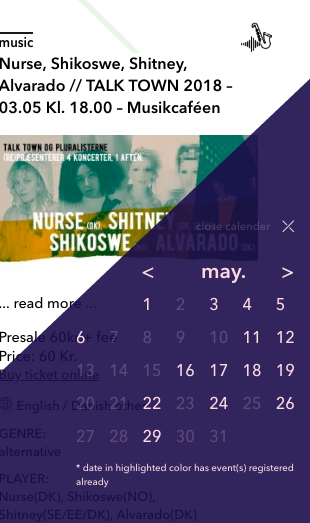 music
Nurse, Shikoswe, Shitney,
Alvarado // TALK TOWN 2018 –
03.05 Kl. 18.00 – Musikcaféen
TALK TOWN OG PLURALISTERNE
(RE)PRÆSENTERER 4 KONCERTER, 1 AFTEN.
NURSE(DK), SHITNEY
SHIKOSWE ALVARADO(DK)
close calender
< may. >
... read more ...
1 2 3 4 5
Presale 60kr + fee
6 7 8 9 10 11 12
Price: 60 Kr.
Buy ticket online
13 14 15 16 17 18 19
English / Danish
20 21 22 23 24 25 26
GENRE:
27 28 29 30 31
alternative
* date in highlighted color has event(s) registered
already
PLAYER:
Nurse(DK), Shikoswe(NO),
Shitney(SE/EE/DK), Alvarado(DK)